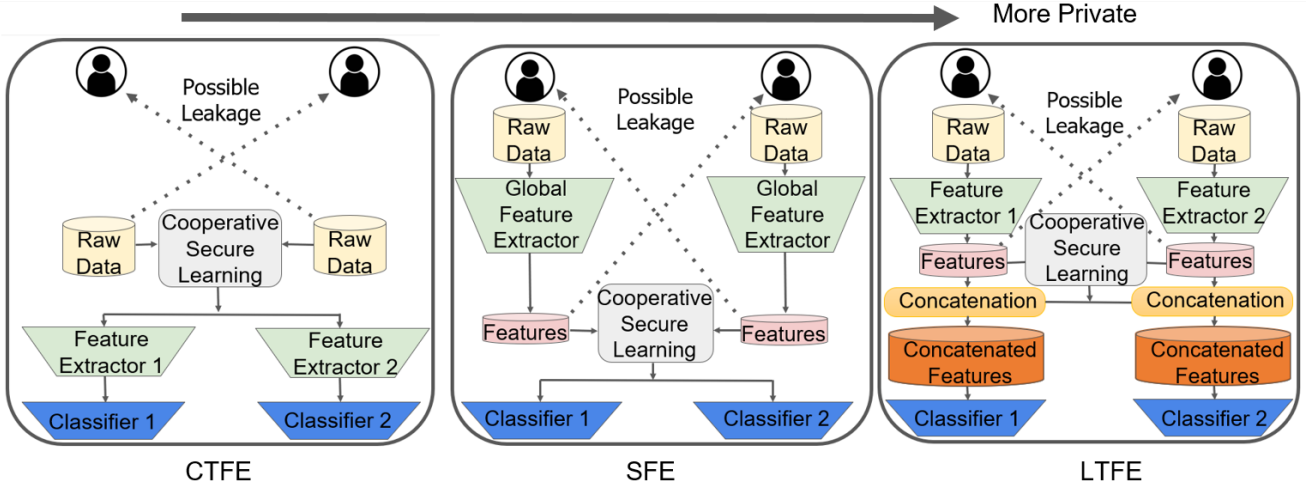 More Private
Possible
Leakage
Raw
Data
Cooperative
Secure
Learning
Raw
Data
Feature
Extractor 1
Feature
Extractor 2
Classifier 1
Classifier 2
CTFE
Raw
Data
Possible
Leakage
Raw
Data
Global
Feature
Extractor
Global
Feature
Extractor
Features
Cooperative
Secure
Learning
Features
Classifier 1
Classifier 2
SFE
Raw
Data
Possible
Leakage
Raw
Data
Feature
Extractor 1
Feature
Extractor 2
Cooperative
Secure
Learning
Features
Features
Concatenation
Concatenation
Concatenated
Features
Concatenated
Features
Classifier 1
Classifier 2
LTFE